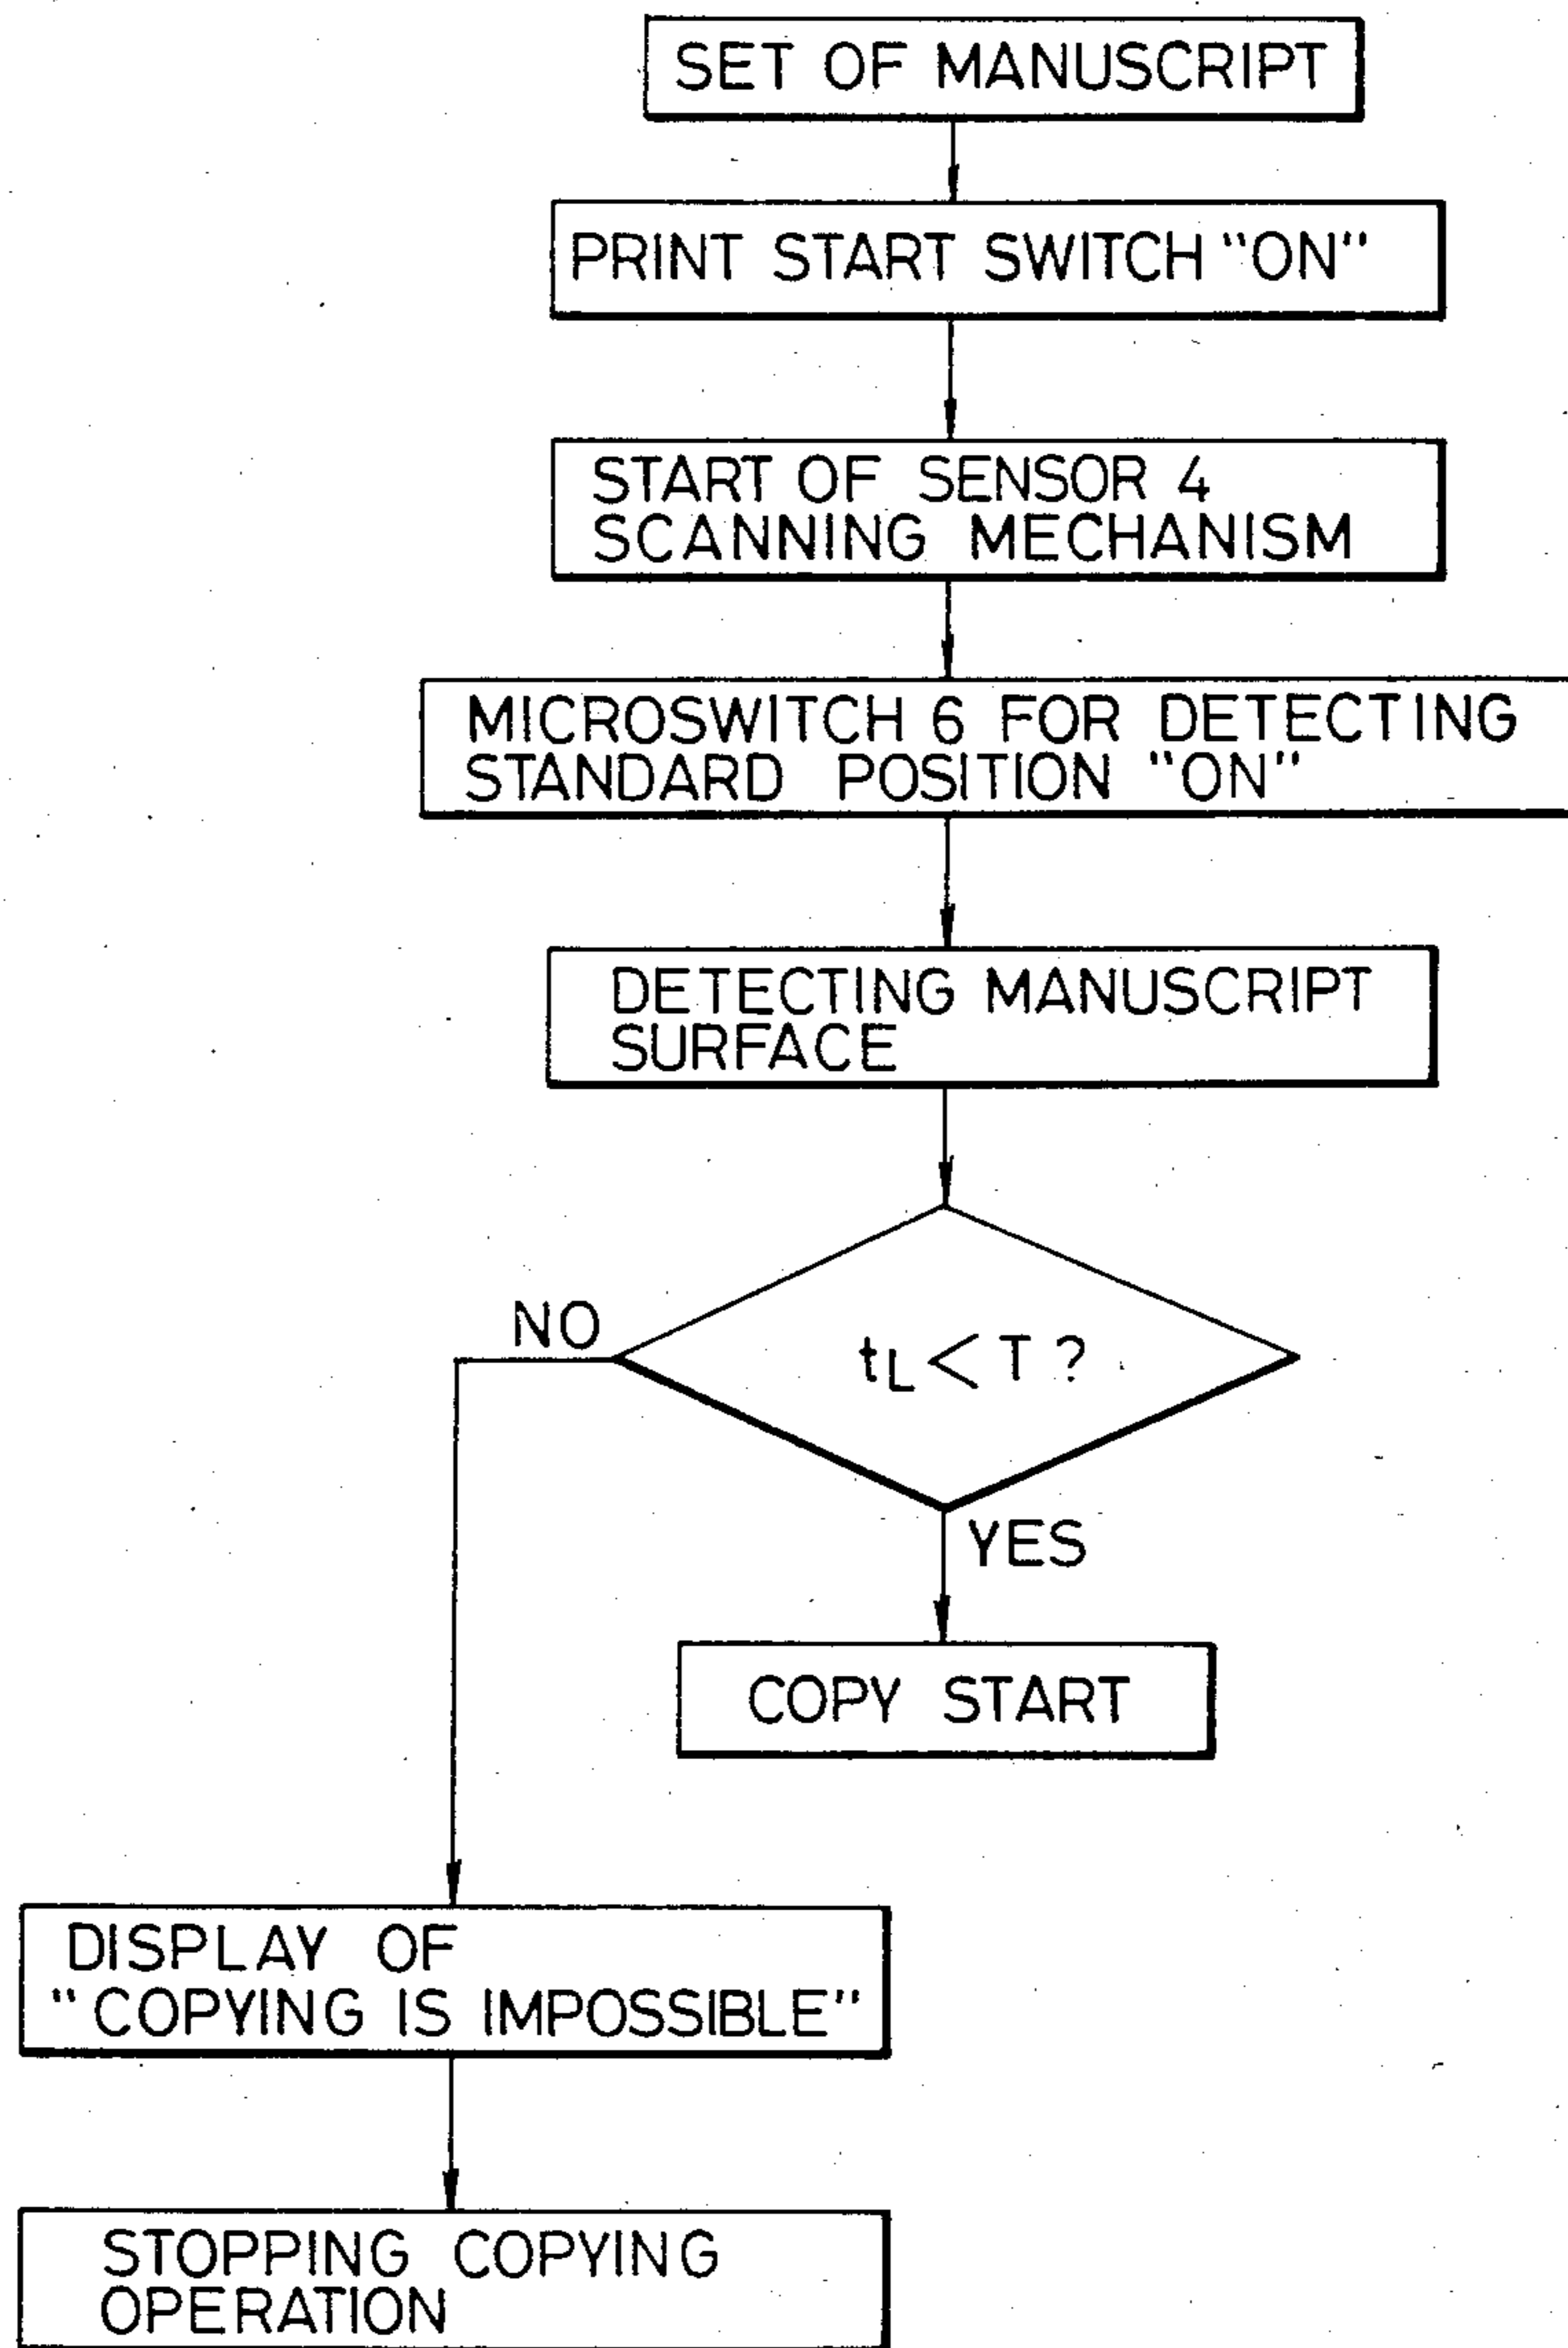 SET OF MANUSCRIPT
PRINT START SWITCH "ON"
START OF SENSOR 4
SCANNING MECHANISM
MICROSWITCH 6 FOR DETECTING
STANDARD POSITION "ON"
DETECTING MANUSCRIPT
SURFACE
NO
tL<T?
YES
COPY START
DISPLAY OF
"COPYING IS IMPOSSIBLE"
STOPPING COPYING
OPERATION